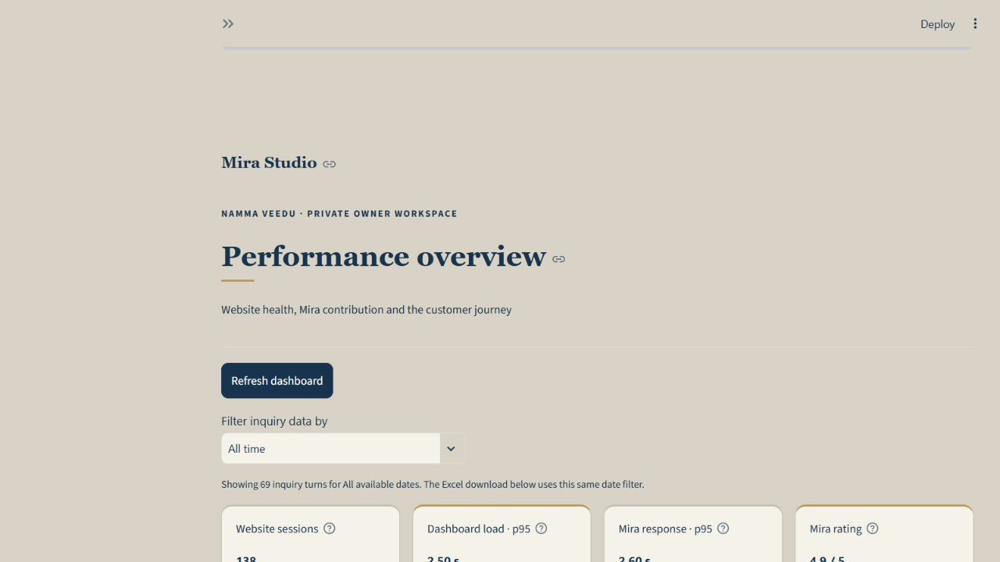 Deploy
Mira Studio
NAMMA VEEDU · PRIVATE OWNER WORKSPACE
Performance overview
Website health, Mira contribution and the customer journey
Refresh dashboard
Filter inquiry data by
All time
Showing 69 inquiry turns for All available dates. The Excel download below uses this same date filter.
Website sessions
Dashboard load · p95
Mira response · p95
Mira rating
138
2.50 s
2.60 s
4.9 / 5